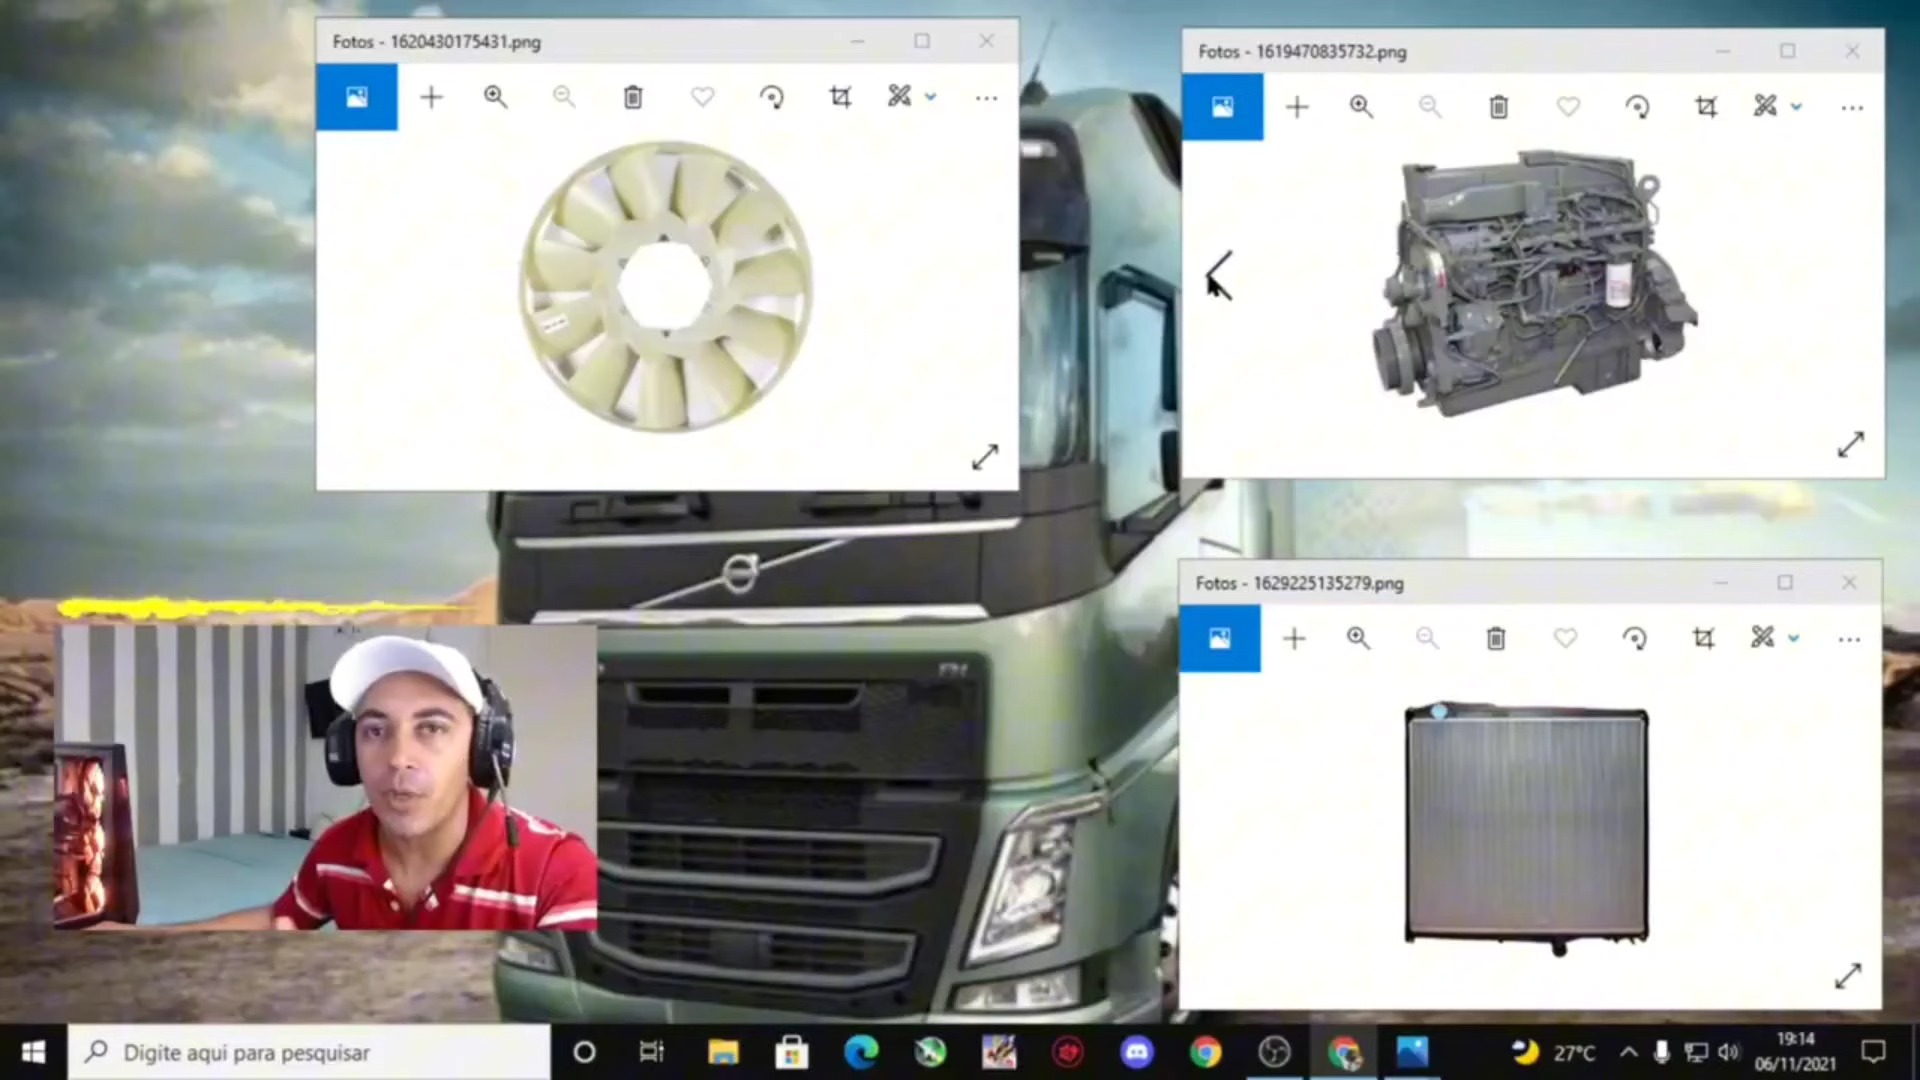 Fotos - 1620430175431.png
Fotos - 1619470835732.png
Fotos - 1629225135279.png
Digite aqui para pesquisar
27°C
19:14
06/11/2021